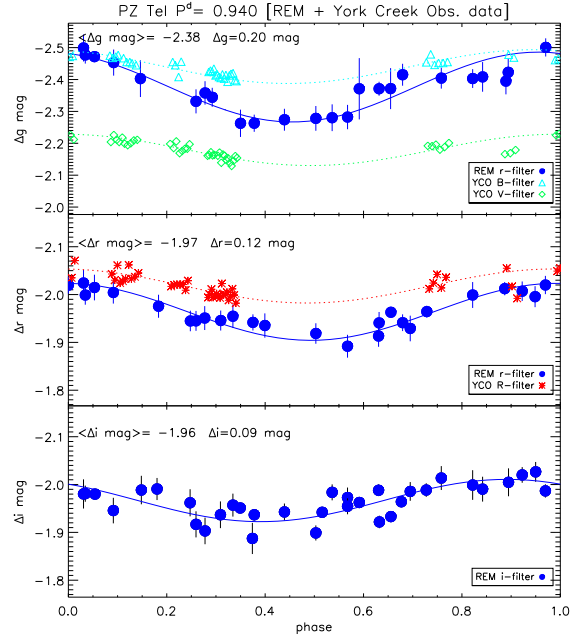 PZ Tel Pᵈ= 0.940 [REM + York Creek Obs. data]
<Δg mag>= −2.38 Δg=0.20 mag
-2.5
-2.4
-2.3
-2.2
-2.1
-2.0
Δg mag
REM r-filter
YCO B-filter
YCO V-filter
<Δr mag>= −1.97 Δr=0.12 mag
-2.1
-2.0
-1.9
-1.8
Δr mag
REM r-filter
YCO R-filter
<Δi mag>= −1.96 Δi=0.09 mag
-2.1
-2.0
-1.9
-1.8
Δi mag
REM i-filter
0.0 0.2 0.4 0.6 0.8 1.0
phase